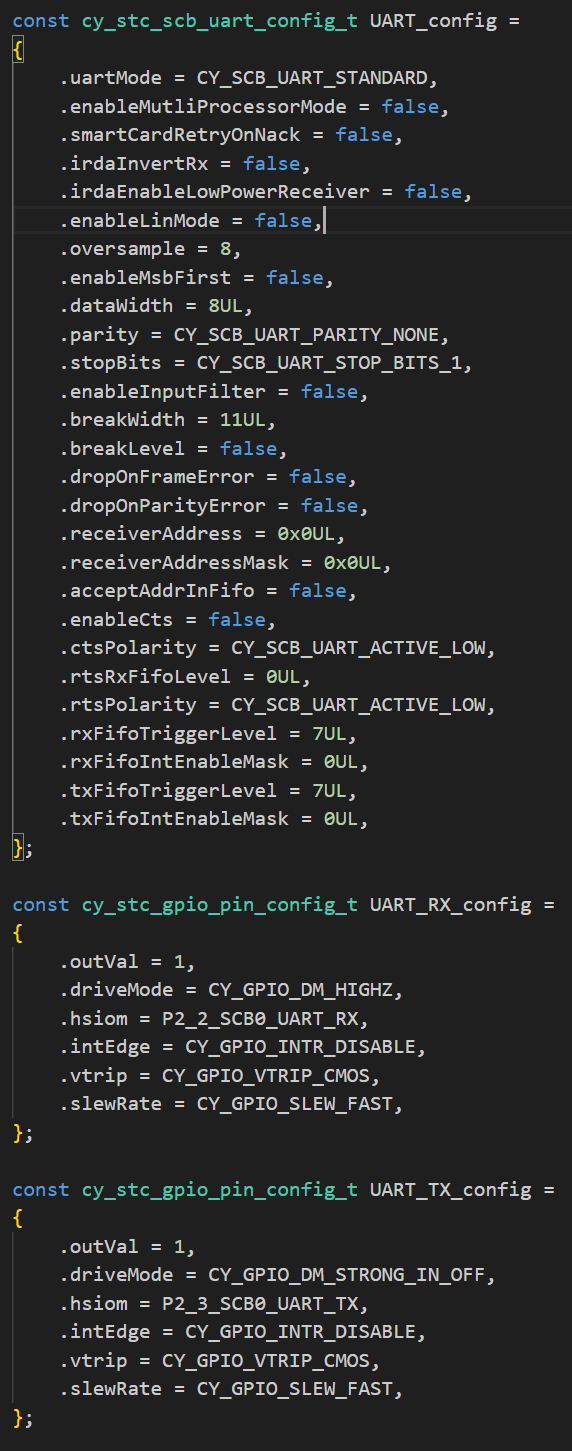 const cy_stc_scb_uart_config_t UART_config =
{
    .uartMode = CY_SCB_UART_STANDARD,
    .enableMutliProcessorMode = false,
    .smartCardRetryOnNack = false,
    .irdaInvertRx = false,
    .irdaEnableLowPowerReceiver = false,
    .enableLinMode = false,
    .oversample = 8,
    .enableMsbFirst = false,
    .dataWidth = 8UL,
    .parity = CY_SCB_UART_PARITY_NONE,
    .stopBits = CY_SCB_UART_STOP_BITS_1,
    .enableInputFilter = false,
    .breakWidth = 11UL,
    .breakLevel = false,
    .dropOnFrameError = false,
    .dropOnParityError = false,
    .receiverAddress = 0x0UL,
    .receiverAddressMask = 0x0UL,
    .acceptAddrInFifo = false,
    .enableCts = false,
    .ctsPolarity = CY_SCB_UART_ACTIVE_LOW,
    .rtsRxFifoLevel = 0UL,
    .rtsPolarity = CY_SCB_UART_ACTIVE_LOW,
    .rxFifoTriggerLevel = 7UL,
    .rxFifoIntEnableMask = 0UL,
    .txFifoTriggerLevel = 7UL,
    .txFifoIntEnableMask = 0UL,
};

const cy_stc_gpio_pin_config_t UART_RX_config =
{
    .outVal = 1,
    .driveMode = CY_GPIO_DM_HIGHZ,
    .hsiom = P2_2_SCB0_UART_RX,
    .intEdge = CY_GPIO_INTR_DISABLE,
    .vtrip = CY_GPIO_VTRIP_CMOS,
    .slewRate = CY_GPIO_SLEW_FAST,
};

const cy_stc_gpio_pin_config_t UART_TX_config =
{
    .outVal = 1,
    .driveMode = CY_GPIO_DM_STRONG_IN_OFF,
    .hsiom = P2_3_SCB0_UART_TX,
    .intEdge = CY_GPIO_INTR_DISABLE,
    .vtrip = CY_GPIO_VTRIP_CMOS,
    .slewRate = CY_GPIO_SLEW_FAST,
};